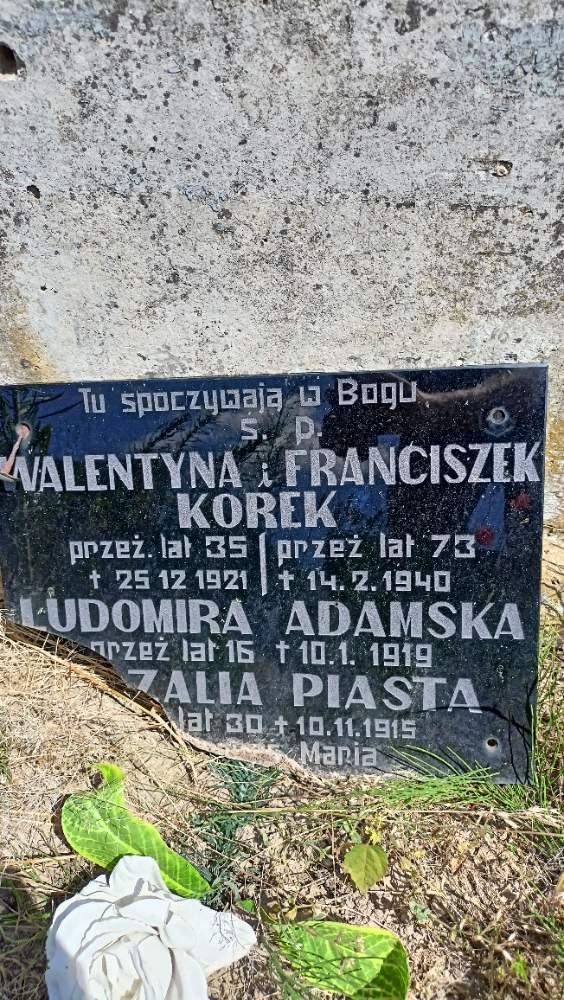 Tu spoczywają w Bogu
ś. p.
WALENTYNA i FRANCISZEK
KOREK
przeż. lat 35 | przeż lat 73
† 25 12 1921 † 14. 2. 1940
LUDOMIRA ADAMSKA
przeż lat 16 † 10. 1. 1919
ZALIA PIASTA
lat 30 † 10. 11. 1915
Maria